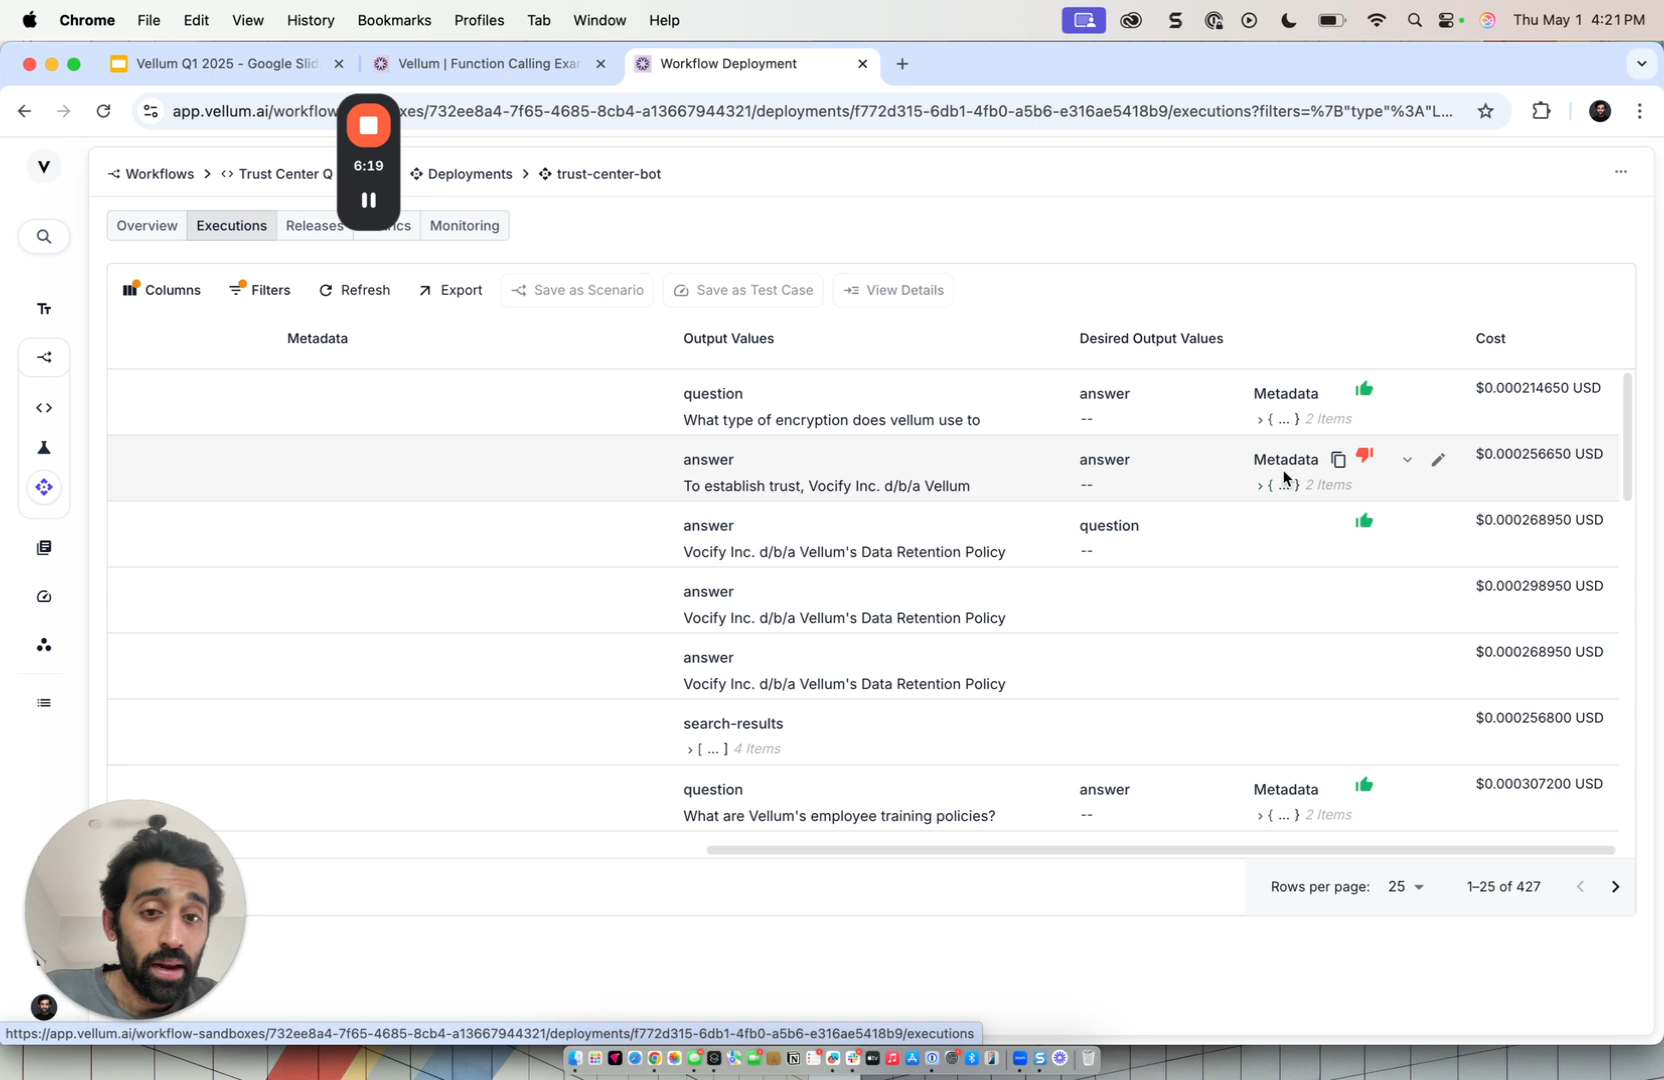 Chrome File Edit View History Bookmarks Profiles Tab Window Help Thu May 1 4:21 PM
Vellum Q1 2025 - Google Slid
Vellum | Function Calling Exa
Workflow Deployment
app.vellum.ai/workflow
xes/732ee8a4-7f65-4685-8cb4-a13667944321/deployments/f772d315-6db1-4fb0-a5b6-e316ae5418b9/executions?filters=%7B"type"%3A"L...
6:19
Workflows > <> Trust Center Q
Deployments > trust-center-bot
Overview Executions Releases
ics Monitoring
Columns Filters Refresh Export Save as Scenario Save as Test Case View Details
Metadata Output Values Desired Output Values Cost
question answer Metadata $0.000214650 USD
What type of encryption does vellum use to -- > { ... } 2 Items
answer answer Metadata $0.000256650 USD
To establish trust, Vocify Inc. d/b/a Vellum -- > { ... } 2 Items
answer question $0.000268950 USD
Vocify Inc. d/b/a Vellum's Data Retention Policy --
answer $0.000298950 USD
Vocify Inc. d/b/a Vellum's Data Retention Policy
answer $0.000268950 USD
Vocify Inc. d/b/a Vellum's Data Retention Policy
search-results $0.000256800 USD
> [ ... ] 4 Items
question answer Metadata $0.000307200 USD
What are Vellum's employee training policies? -- > { ... } 2 Items
Rows per page: 25 1–25 of 427
https://app.vellum.ai/workflow-sandboxes/732ee8a4-7f65-4685-8cb4-a13667944321/deployments/f772d315-6db1-4fb0-a5b6-e316ae5418b9/executions